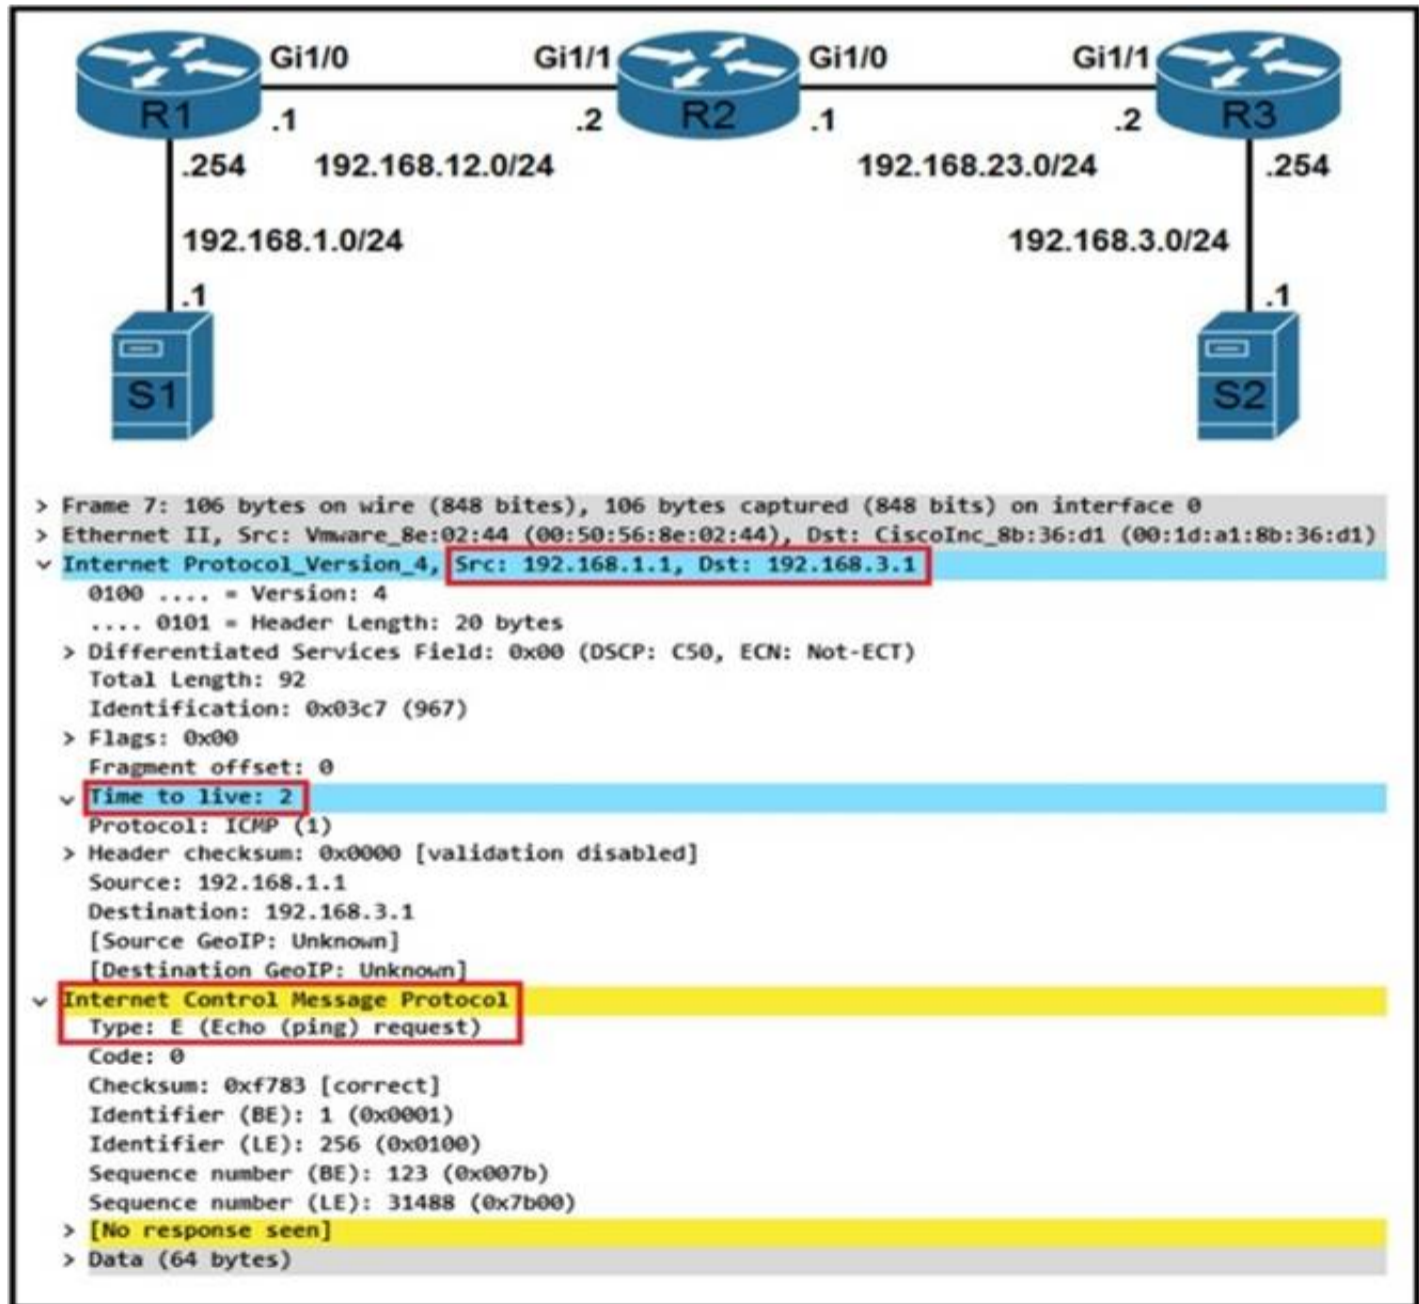 Gi1/0 Gi1/1 Gi1/0 Gi1/1
R1 R2 R3
.1 .2 .1 .2
.254 192.168.12.0/24 192.168.23.0/24 .254
192.168.1.0/24 192.168.3.0/24
.1 .1
S1 S2
> Frame 7: 106 bytes on wire (848 bites), 106 bytes captured (848 bits) on interface 0
> Ethernet II, Src: Vmware_8e:02:44 (00:50:56:8e:02:44), Dst: CiscoInc_8b:36:d1 (00:1d:a1:8b:36:d1)
Internet Protocol_Version_4, Src: 192.168.1.1, Dst: 192.168.3.1
0100 .... = Version: 4
.... 0101 = Header Length: 20 bytes
> Differentiated Services Field: 0x00 (DSCP: C50, ECN: Not-ECT)
Total Length: 92
Identification: 0x03c7 (967)
> Flags: 0x00
Fragment offset: 0
Time to live: 2
Protocol: ICMP (1)
> Header checksum: 0x0000 [validation disabled]
Source: 192.168.1.1
Destination: 192.168.3.1
[Source GeoIP: Unknown]
[Destination GeoIP: Unknown]
Internet Control Message Protocol
Type: E (Echo (ping) request)
Code: 0
Checksum: 0xf783 [correct]
Identifier (BE): 1 (0x0001)
Identifier (LE): 256 (0x0100)
Sequence number (BE): 123 (0x007b)
Sequence number (LE): 31488 (0x7b00)
> [No response seen]
> Data (64 bytes)